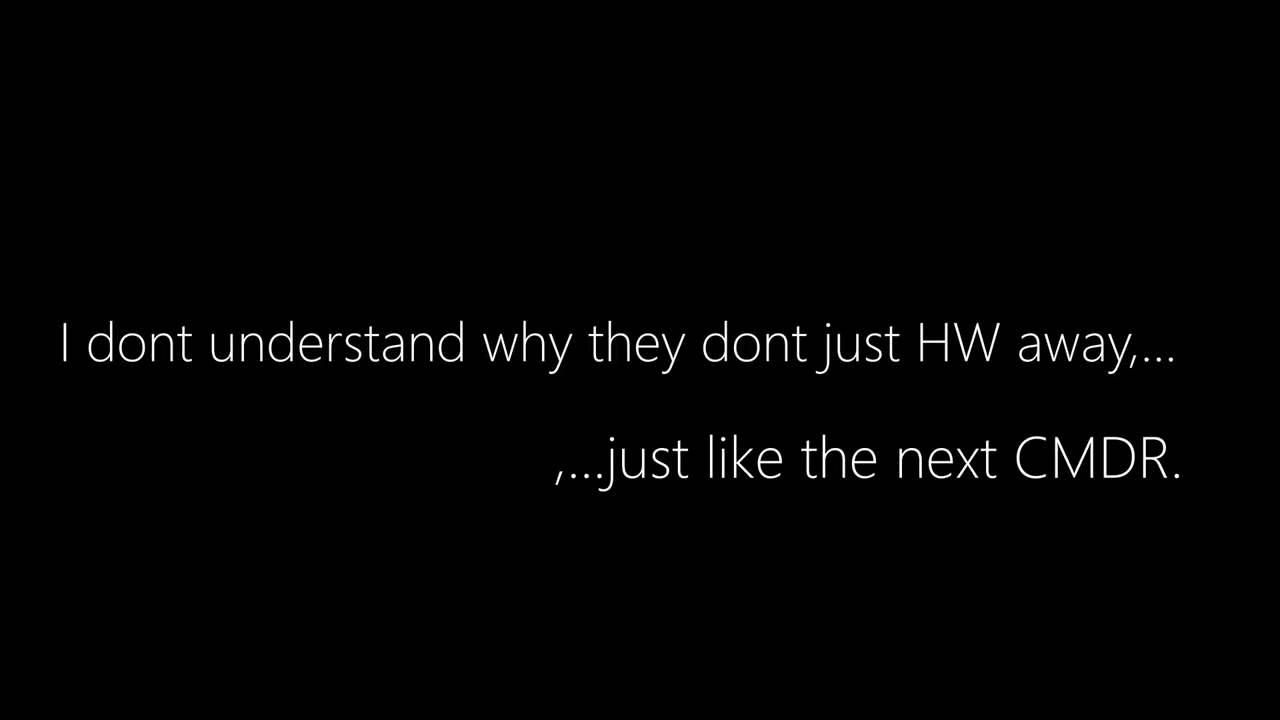 I dont understand why they dont just HW away,...
,...just like the next CMDR.